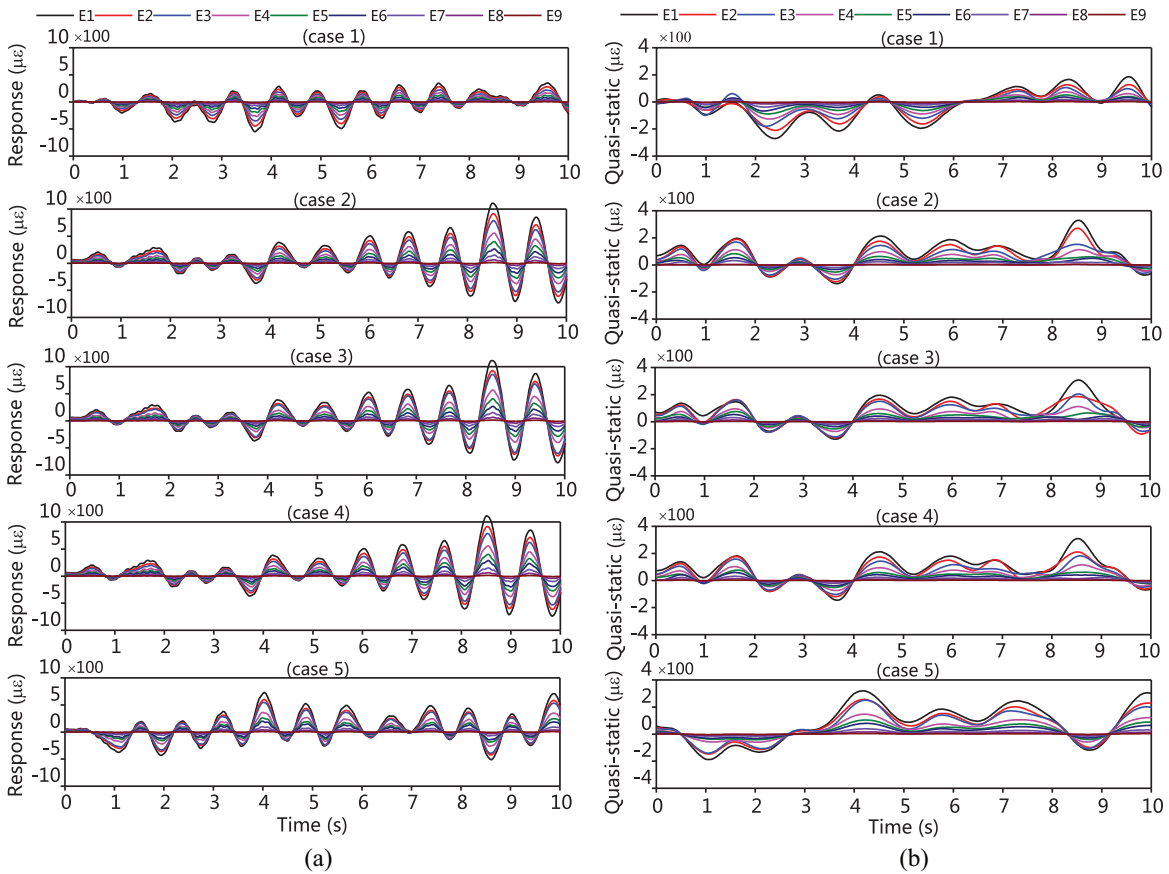 E1 E2 E3 E4 E5 E6 E7 E8 E9
10 ×100
(case 1)
Response (με)
5
0
-5
-10
0 1 2 3 4 5 6 7 8 9 10
10 ×100
(case 2)
Response (με)
5
0
-5
-10
0 1 2 3 4 5 6 7 8 9 10
10 ×100
(case 3)
Response (με)
5
0
-5
-10
0 1 2 3 4 5 6 7 8 9 10
10 ×100
(case 4)
Response (με)
5
0
-5
-10
0 1 2 3 4 5 6 7 8 9 10
10 ×100
(case 5)
Response (με)
5
0
-5
-10
0 1 2 3 4 5 6 7 8 9 10
Time (s)
(a)
E1 E2 E3 E4 E5 E6 E7 E8 E9
4 ×100
(case 1)
Quasi-static (με)
2
0
-2
-4
0 1 2 3 4 5 6 7 8 9 10
4 ×100
(case 2)
Quasi-static (με)
2
0
-2
-4
0 1 2 3 4 5 6 7 8 9 10
4 ×100
(case 3)
Quasi-static (με)
2
0
-2
-4
0 1 2 3 4 5 6 7 8 9 10
4 ×100
(case 4)
Quasi-static (με)
2
0
-2
-4
0 1 2 3 4 5 6 7 8 9 10
4 ×100
(case 5)
Quasi-static (με)
2
0
-2
-4
0 1 2 3 4 5 6 7 8 9 10
Time (s)
(b)